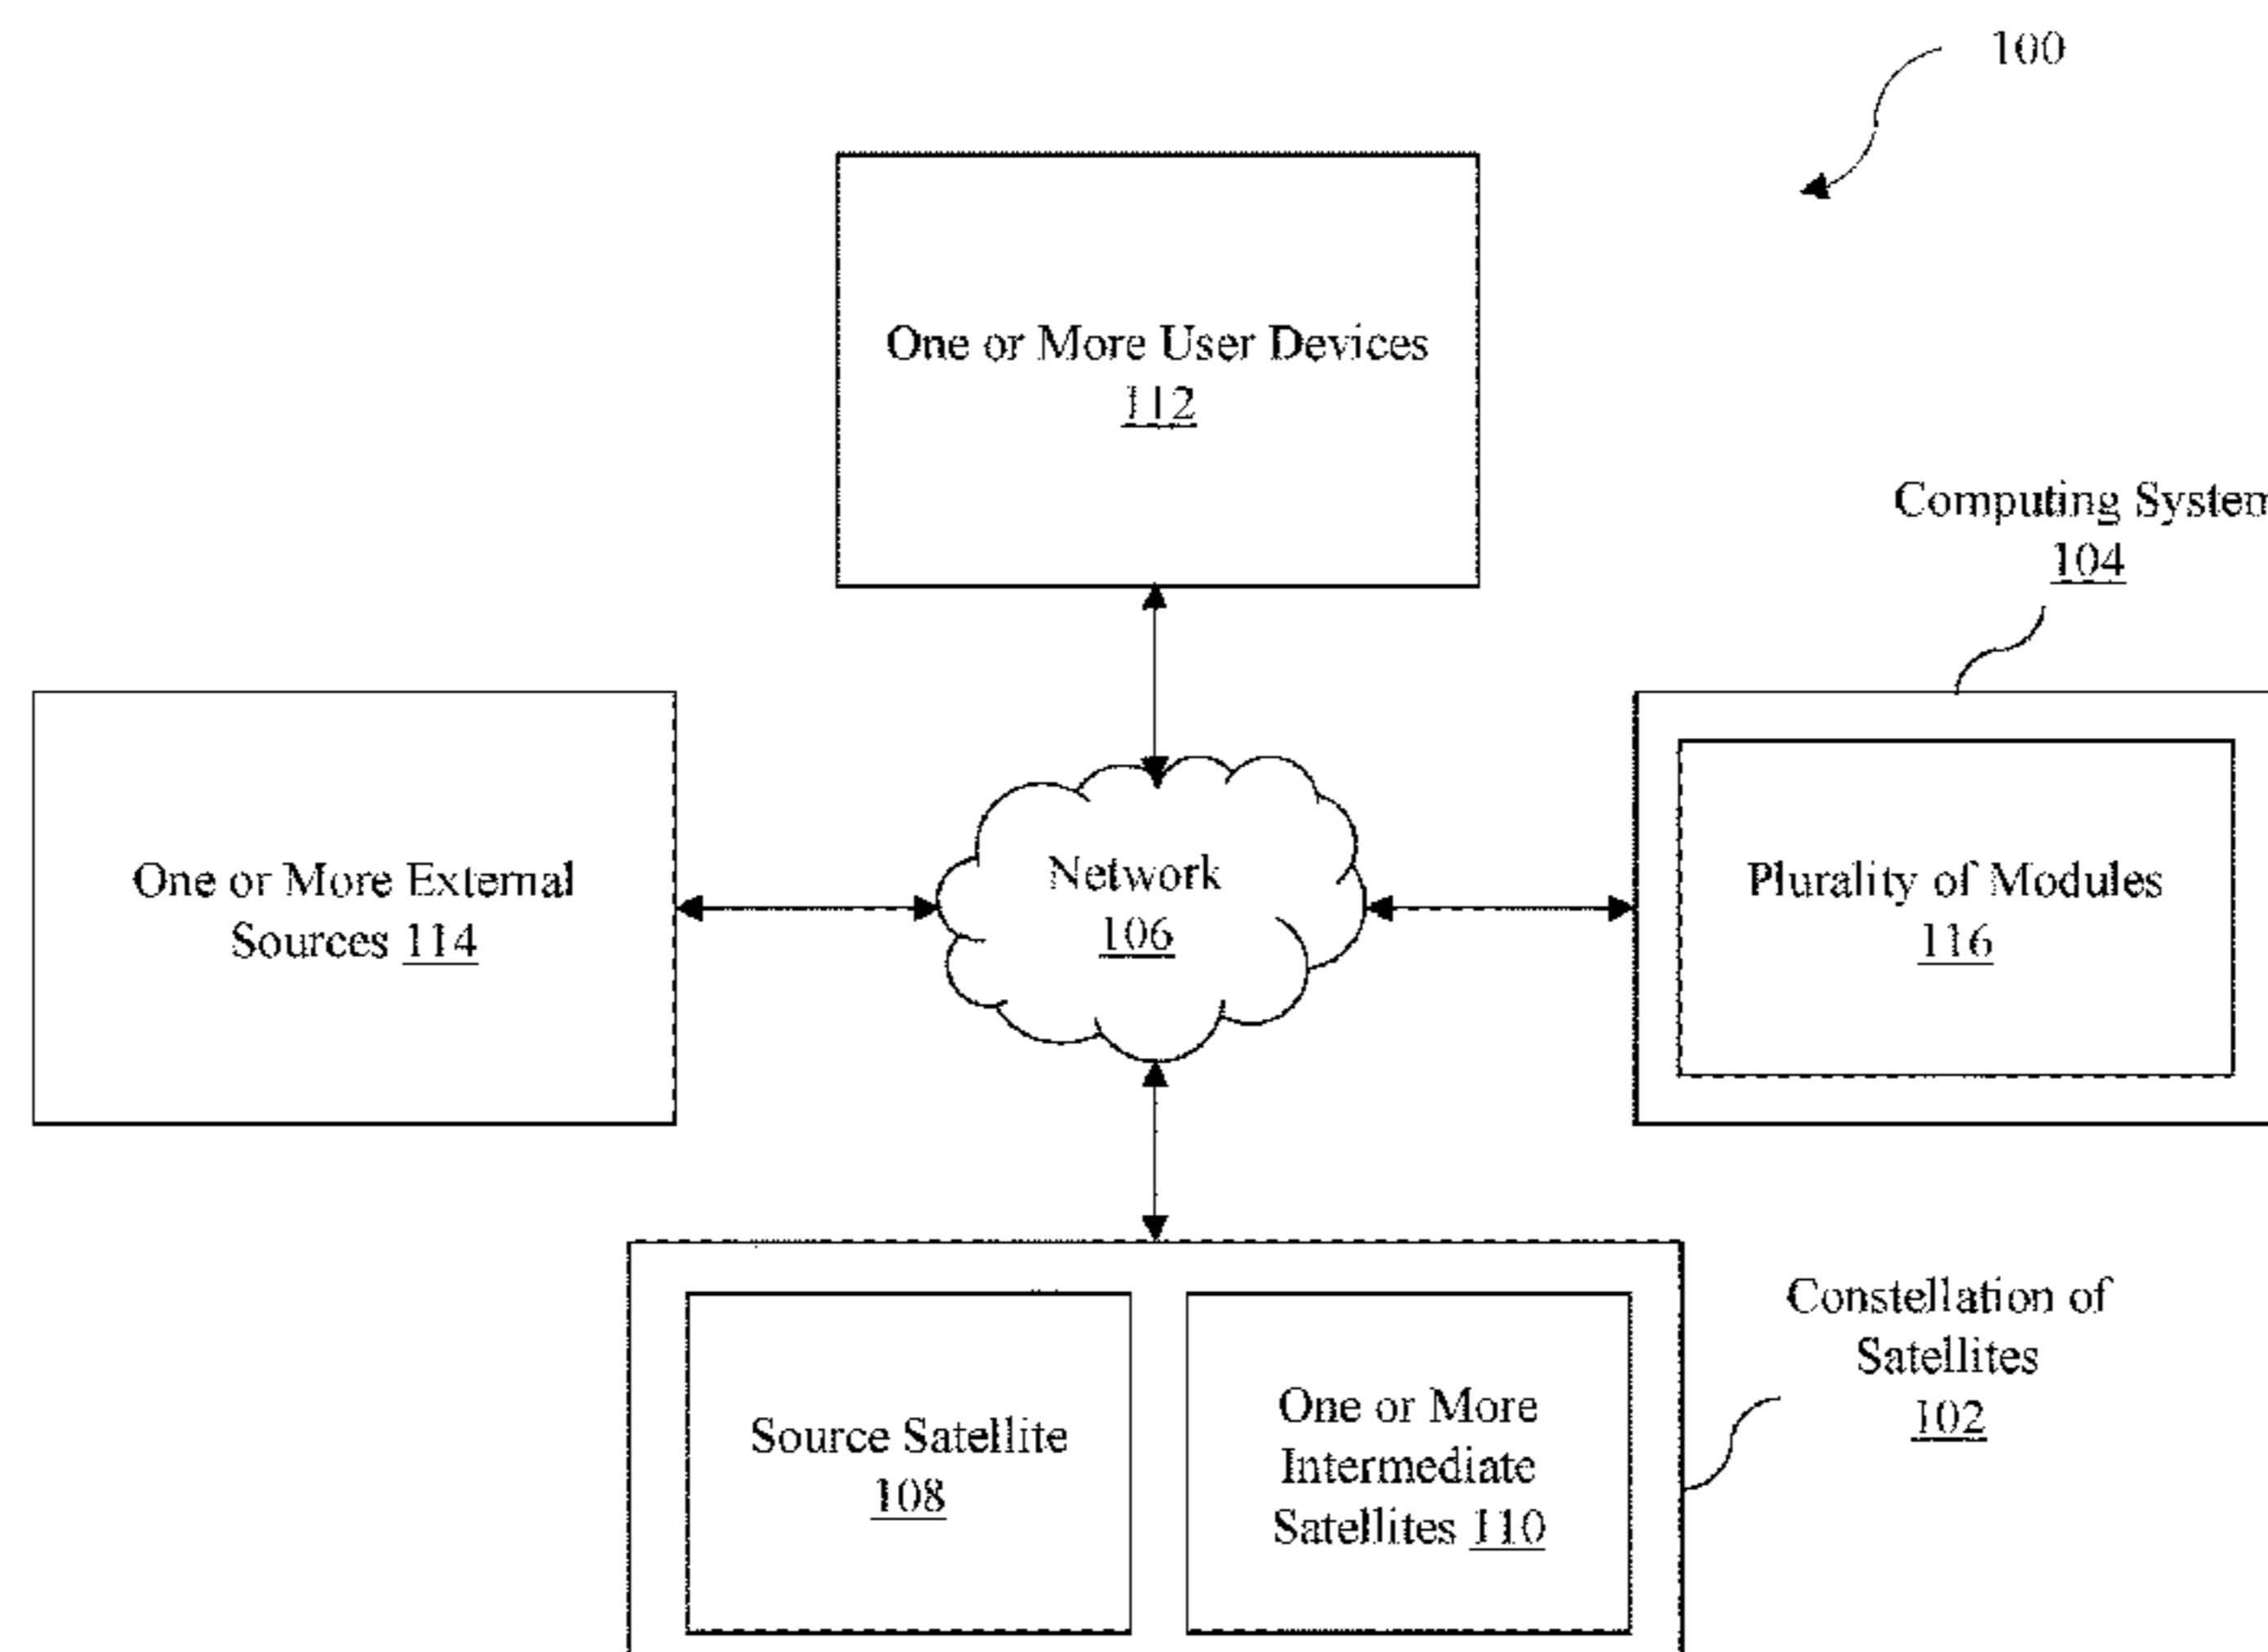 100
One or More User Devices
112
Computing System
104
One or More External
Sources 114
Network
106
Plurality of Modules
116
Constellation of
Satellites
102
Source Satellite
108
One or More
Intermediate
Satellites 110